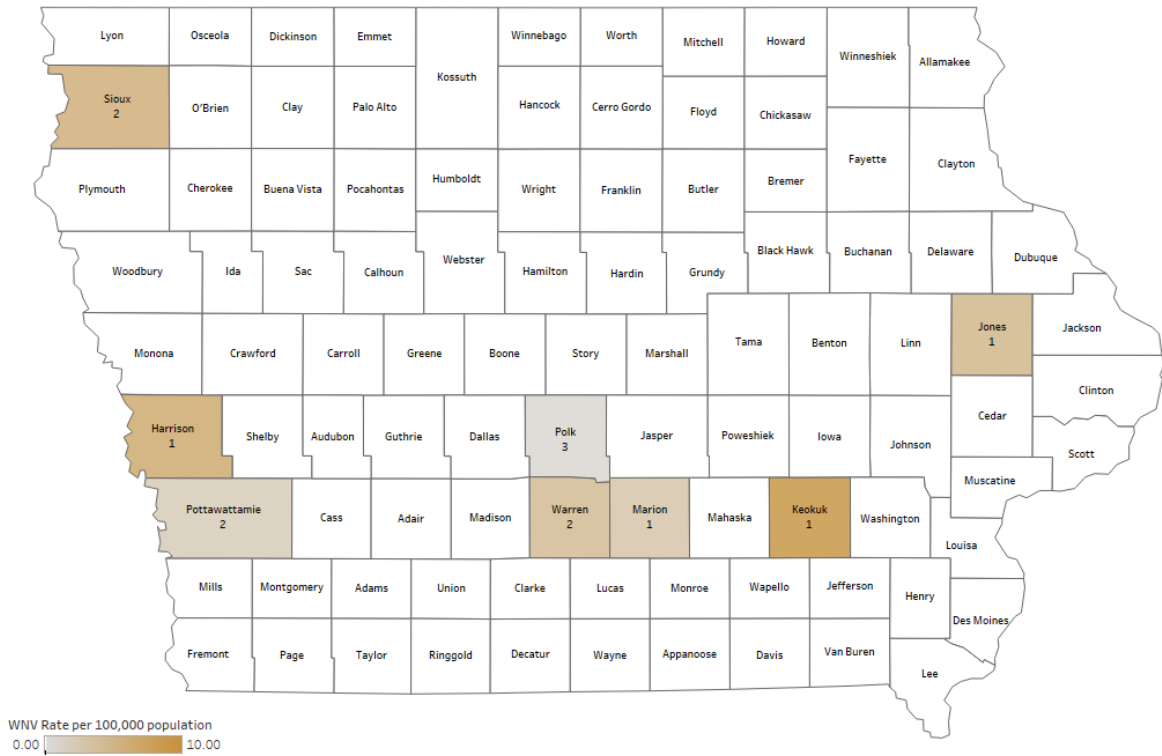 Lyon
Osceola
Dickinson
Emmet
Winnebago
Worth
Mitchell
Howard
Winneshiek
Allamakee
Kossuth
Sioux
2
O'Brien
Clay
Palo Alto
Hancock
Cerro Gordo
Floyd
Chickasaw
Fayette
Clayton
Plymouth
Cherokee
Buena Vista
Pocahontas
Humboldt
Wright
Franklin
Butler
Bremer
Woodbury
Ida
Sac
Calhoun
Webster
Hamilton
Hardin
Grundy
Black Hawk
Buchanan
Delaware
Dubuque
Monona
Crawford
Carroll
Greene
Boone
Story
Marshall
Tama
Benton
Linn
Jones
1
Jackson
Clinton
Harrison
1
Shelby
Audubon
Guthrie
Dallas
Polk
3
Jasper
Poweshiek
Iowa
Johnson
Cedar
Scott
Muscatine
Pottawattamie
2
Cass
Adair
Madison
Warren
2
Marion
1
Mahaska
Keokuk
1
Washington
Louisa
Mills
Montgomery
Adams
Union
Clarke
Lucas
Monroe
Wapello
Jefferson
Henry
Des Moines
Fremont
Page
Taylor
Ringgold
Decatur
Wayne
Appanoose
Davis
Van Buren
Lee
WNV Rate per 100,000 population
0.00 10.00